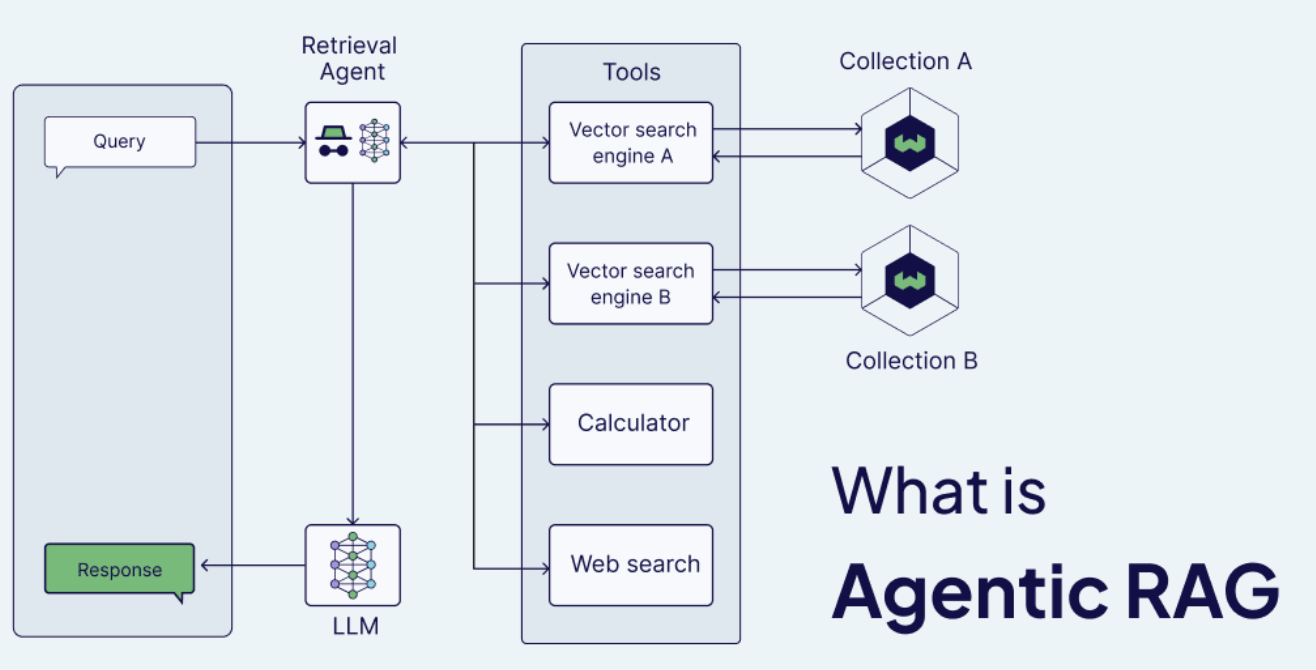 Retrieval
Agent
Tools
Collection A
Query
Vector search
engine A
Vector search
engine B
Collection B
Calculator
What is
Response
Web search
Agentic RAG
LLM